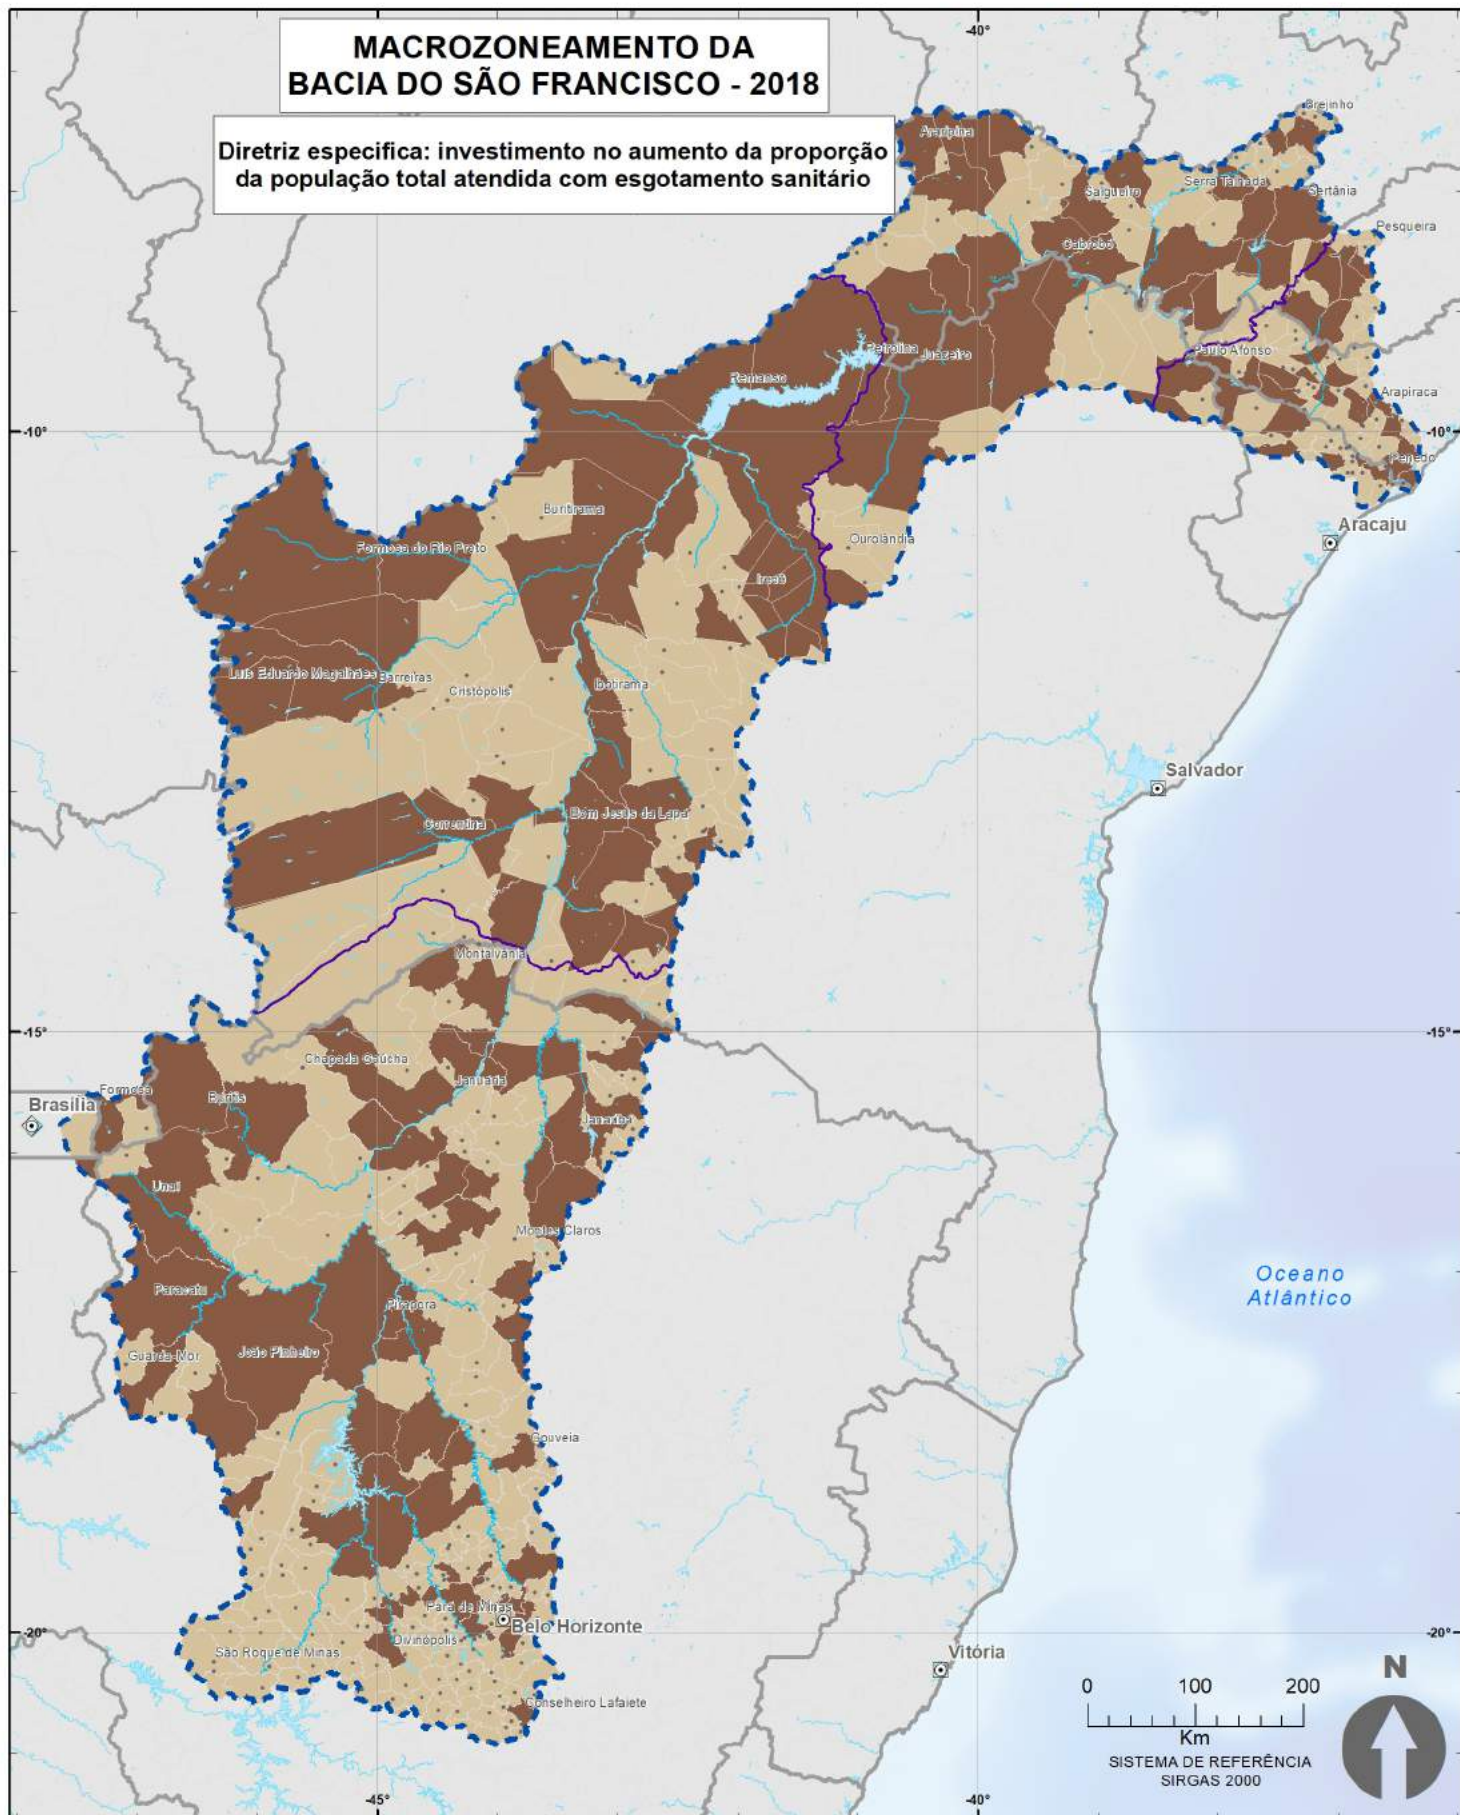 MACROZONEAMENTO DA
BACIA DO SÃO FRANCISCO - 2018
Diretriz especifica: investimento no aumento da proporção
da população total atendida com esgotamento sanitário
-40°
Brejinho
Araripina
Salgueiro
Serra Talhada
Sertânia
Pesqueira
Cabrobó
Petrolina
Juazeiro
Paulo Afonso
Remanso
Arapiraca
-10°
-10°
Penedo
Buritirama
Aracaju
Ourolândia
Formosa do Rio Preto
Irecê
Luís Eduardo Magalhães
Barreiras
Cristópolis
Ibotirama
Salvador
Correntina
Bom Jesus da Lapa
Montalvânia
-15°
-15°
Chapada Gaúcha
Januária
Formosa
Buritis
Brasília
Janaúba
Unaí
Montes Claros
Oceano
Atlântico
Paracatu
Pirapora
Guarda-Mor
João Pinheiro
Gouveia
Pará de Minas
Belo Horizonte
-20°
-20°
Divinópolis
São Roque de Minas
Vitória
Conselheiro Lafaiete
N
0
100
200
Km
SISTEMA DE REFERÊNCIA
SIRGAS 2000
-45°
-40°